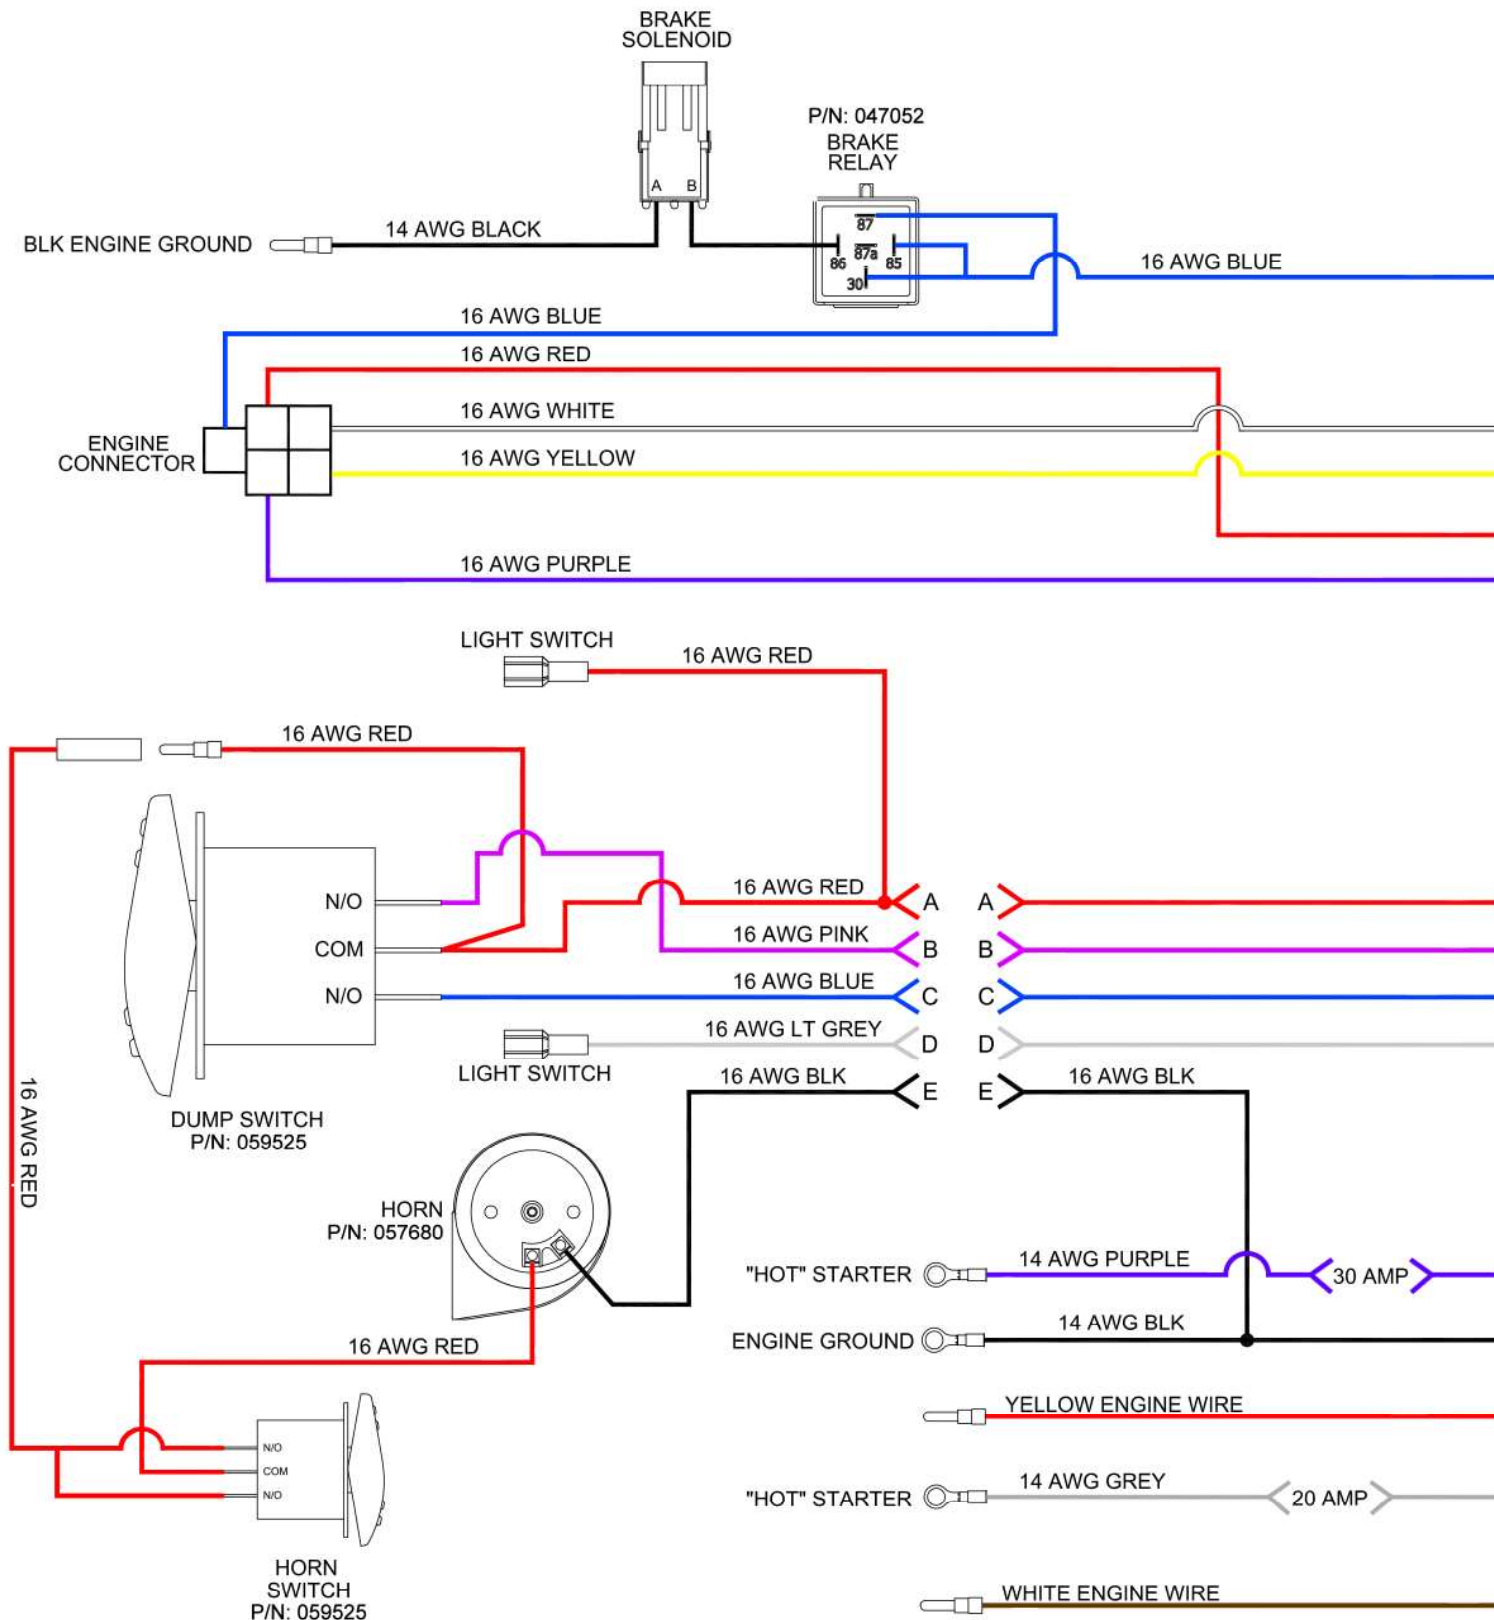 BRAKE
SOLENOID
P/N: 047052
BRAKE
RELAY
A B
87
87a
86 85
30
14 AWG BLACK
BLK ENGINE GROUND
16 AWG BLUE
16 AWG BLUE
16 AWG RED
16 AWG WHITE
ENGINE
CONNECTOR
16 AWG YELLOW
16 AWG PURPLE
LIGHT SWITCH
16 AWG RED
16 AWG RED
N/O
16 AWG RED
A A
COM
16 AWG PINK
B B
N/O
16 AWG BLUE
C C
16 AWG LT GREY
D D
LIGHT SWITCH
16 AWG BLK
E E
16 AWG BLK
16 AWG RED
DUMP SWITCH
P/N: 059525
HORN
P/N: 057680
"HOT" STARTER
14 AWG PURPLE
30 AMP
ENGINE GROUND
14 AWG BLK
16 AWG RED
YELLOW ENGINE WIRE
N/O
COM
N/O
"HOT" STARTER
14 AWG GREY
20 AMP
HORN
SWITCH
P/N: 059525
WHITE ENGINE WIRE